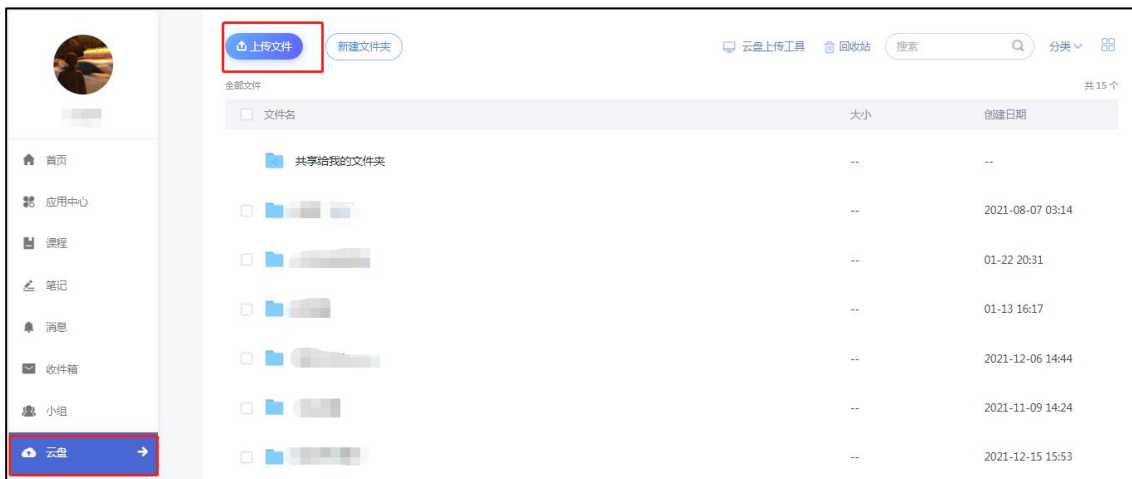 上传文件 新建文件夹 云盘上传工具 回收站 搜索 分类
全部文件 共15个
文件名 大小 创建日期
首页
共享给我的文件夹 -- --
应用中心
-- 2021-08-07 03:14
课程
-- 01-22 20:31
笔记
-- 01-13 16:17
消息
-- 2021-12-06 14:44
收件箱
小组
-- 2021-11-09 14:24
云盘
-- 2021-12-15 15:53